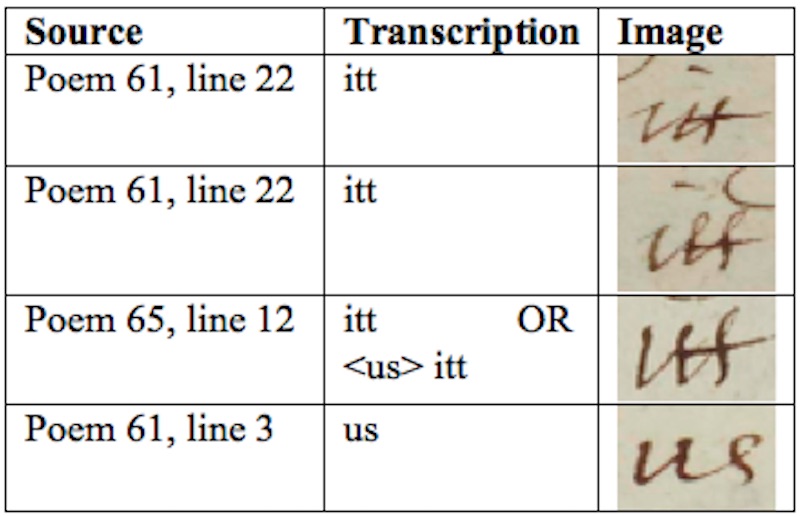 Source Transcription Image
Poem 61, line 22 itt itt
Poem 61, line 22 itt itt
Poem 65, line 12 itt OR itt
<us> itt
Poem 61, line 3 us us